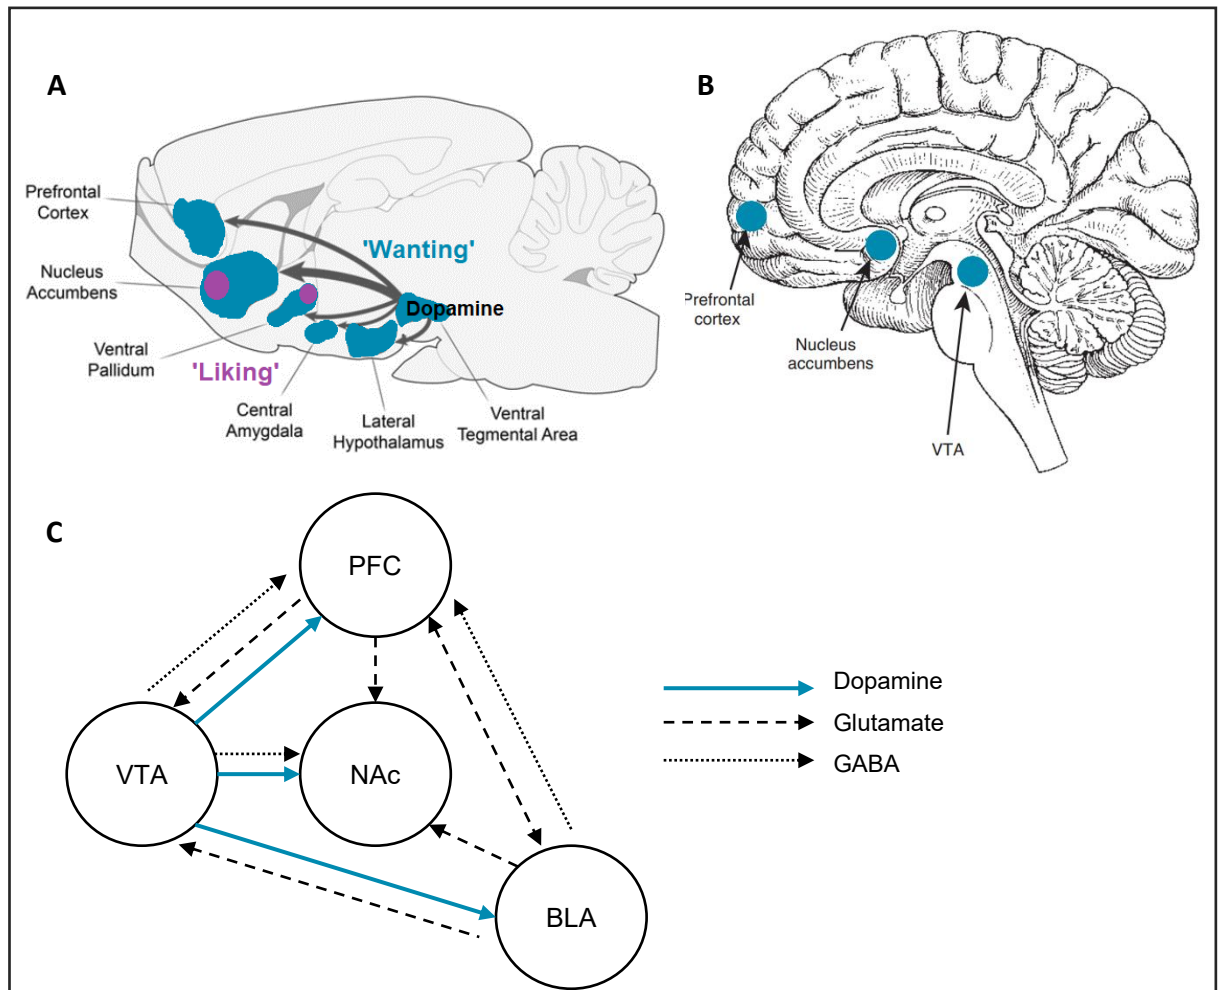 A
Prefrontal
Cortex
Nucleus
Accumbens
Ventral
Pallidum
'Wanting'
Dopamine
'Liking'
Central
Amygdala
Lateral
Hypothalamus
Ventral
Tegmental Area
B
Prefrontal
cortex
Nucleus
accumbens
VTA
C
PFC
VTA
NAc
BLA
Dopamine
Glutamate
GABA